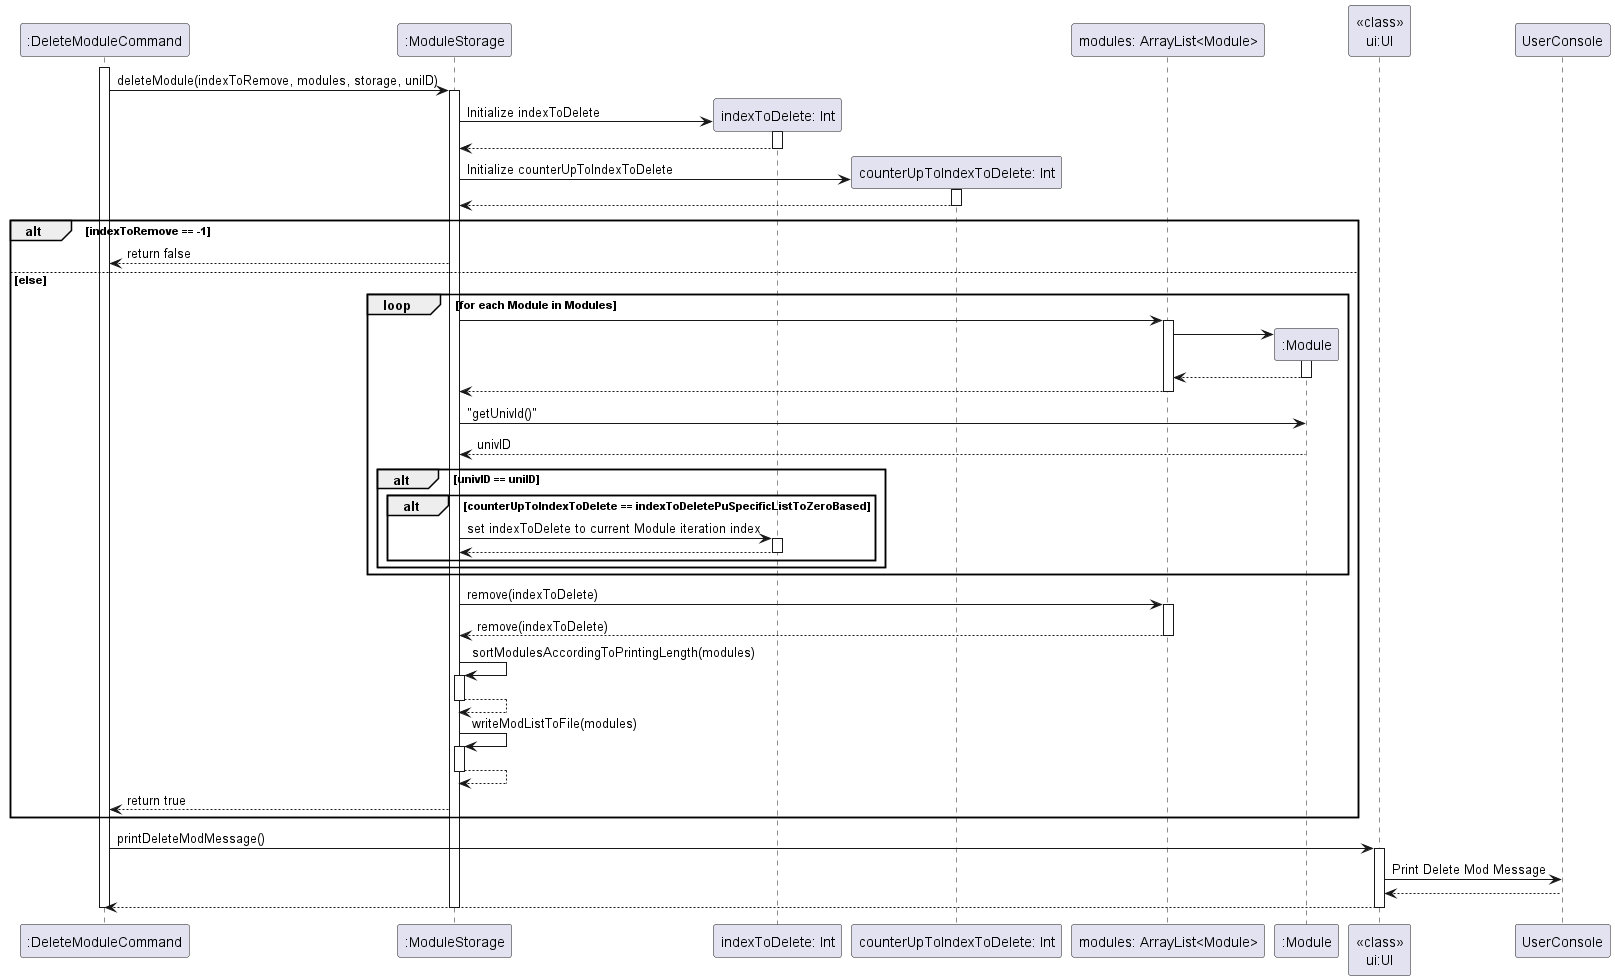 «class»
:DeleteModuleCommand
:ModuleStorage
modules: ArrayList<Module>
ui:UI
UserConsole
deleteModule(indexToRemove, modules, storage, uniID)
Initialize indexToDelete
indexToDelete: Int
Initialize counterUpToIndexToDelete
counterUpToIndexToDelete: Int
alt
[indexToRemove == -1]
return false
[else]
loop
[for each Module in Modules]
:Module
"getUnivId()"
univID
alt
[univID == uniID]
alt
[counterUpToIndexToDelete == indexToDeletePuSpecificListToZeroBased]
set indexToDelete to current Module iteration index
remove(indexToDelete)
remove(indexToDelete)
sortModulesAccordingToPrintingLength(modules)
writeModListToFile(modules)
return true
printDeleteModMessage()
Print Delete Mod Message
:DeleteModuleCommand
:ModuleStorage
indexToDelete: Int
counterUpToIndexToDelete: Int
modules: ArrayList<Module>
:Module
«class»
ui:UI
UserConsole